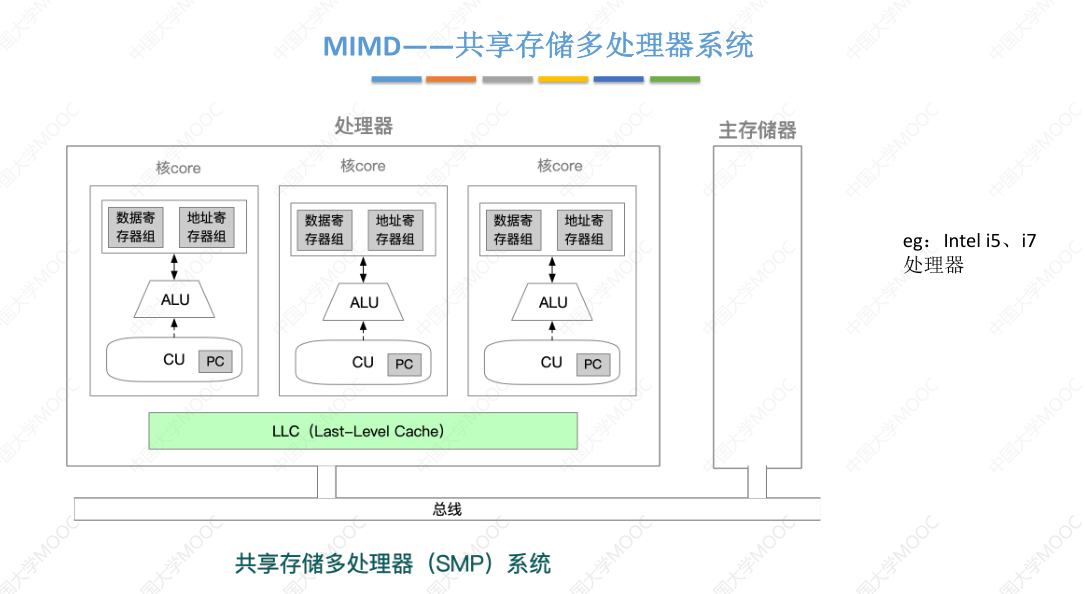 MIMD——共享存储多处理器系统
处理器
主存储器
核core
核core
核core
数据寄
存器组
地址寄
存器组
数据寄
存器组
地址寄
存器组
数据寄
存器组
地址寄
存器组
ALU
ALU
ALU
CU
PC
CU
PC
CU
PC
LLC（Last-Level Cache）
eg：Intel i5、i7
处理器
总线
共享存储多处理器（SMP）系统
中国大学MOOC